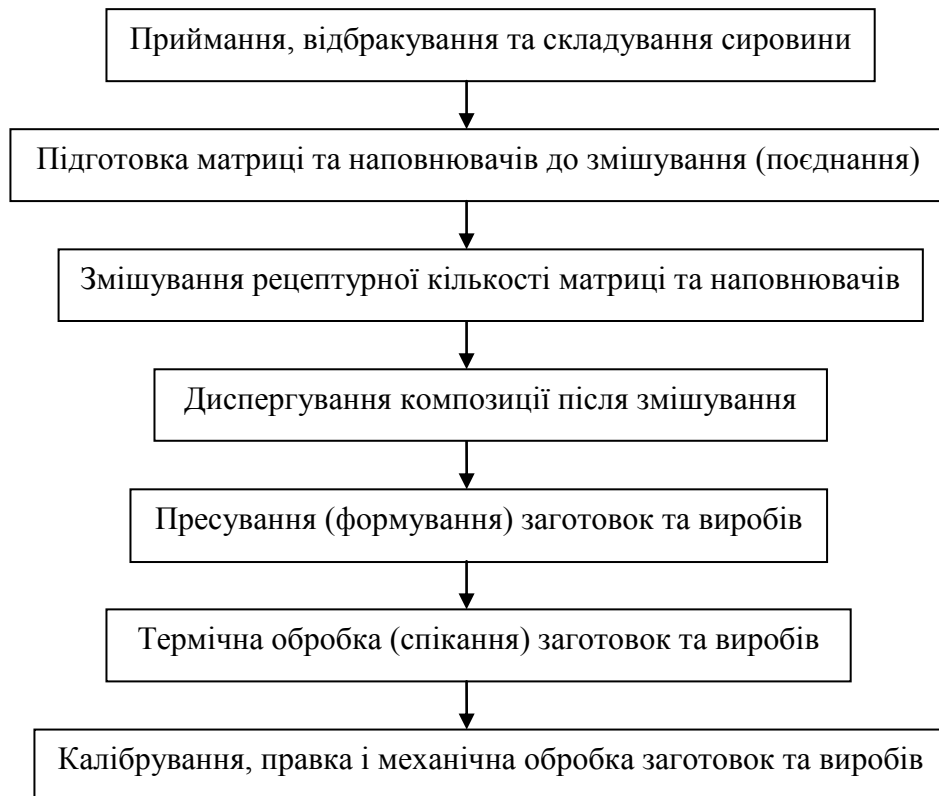 Приймання, відбракування та складування сировини
Підготовка матриці та наповнювачів до змішування (поєднання)
Змішування рецептурної кількості матриці та наповнювачів
Диспергування композиції після змішування
Пресування (формування) заготовок та виробів
Термічна обробка (спікання) заготовок та виробів
Калібрування, правка і механічна обробка заготовок та виробів